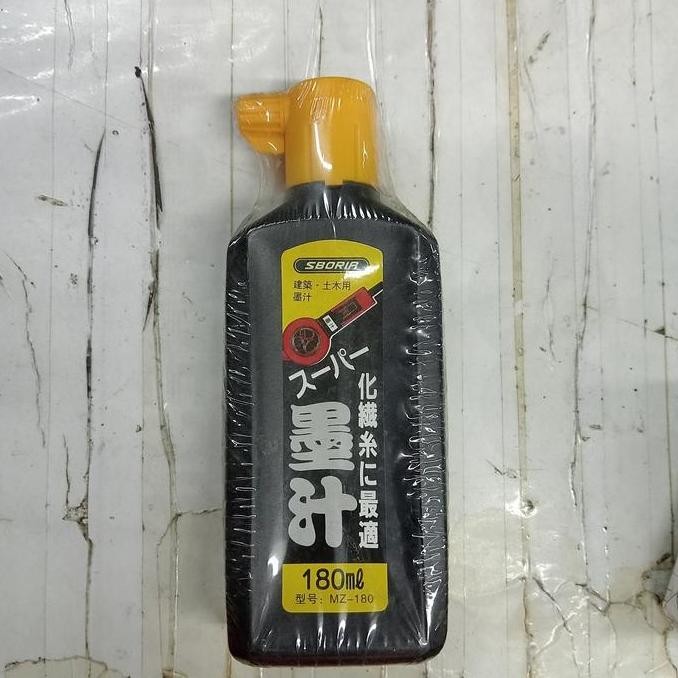 SBORIA
建築・土木用
墨汁
スーパー
墨汁
化繊糸に最適
180mℓ
型号：MZ-180